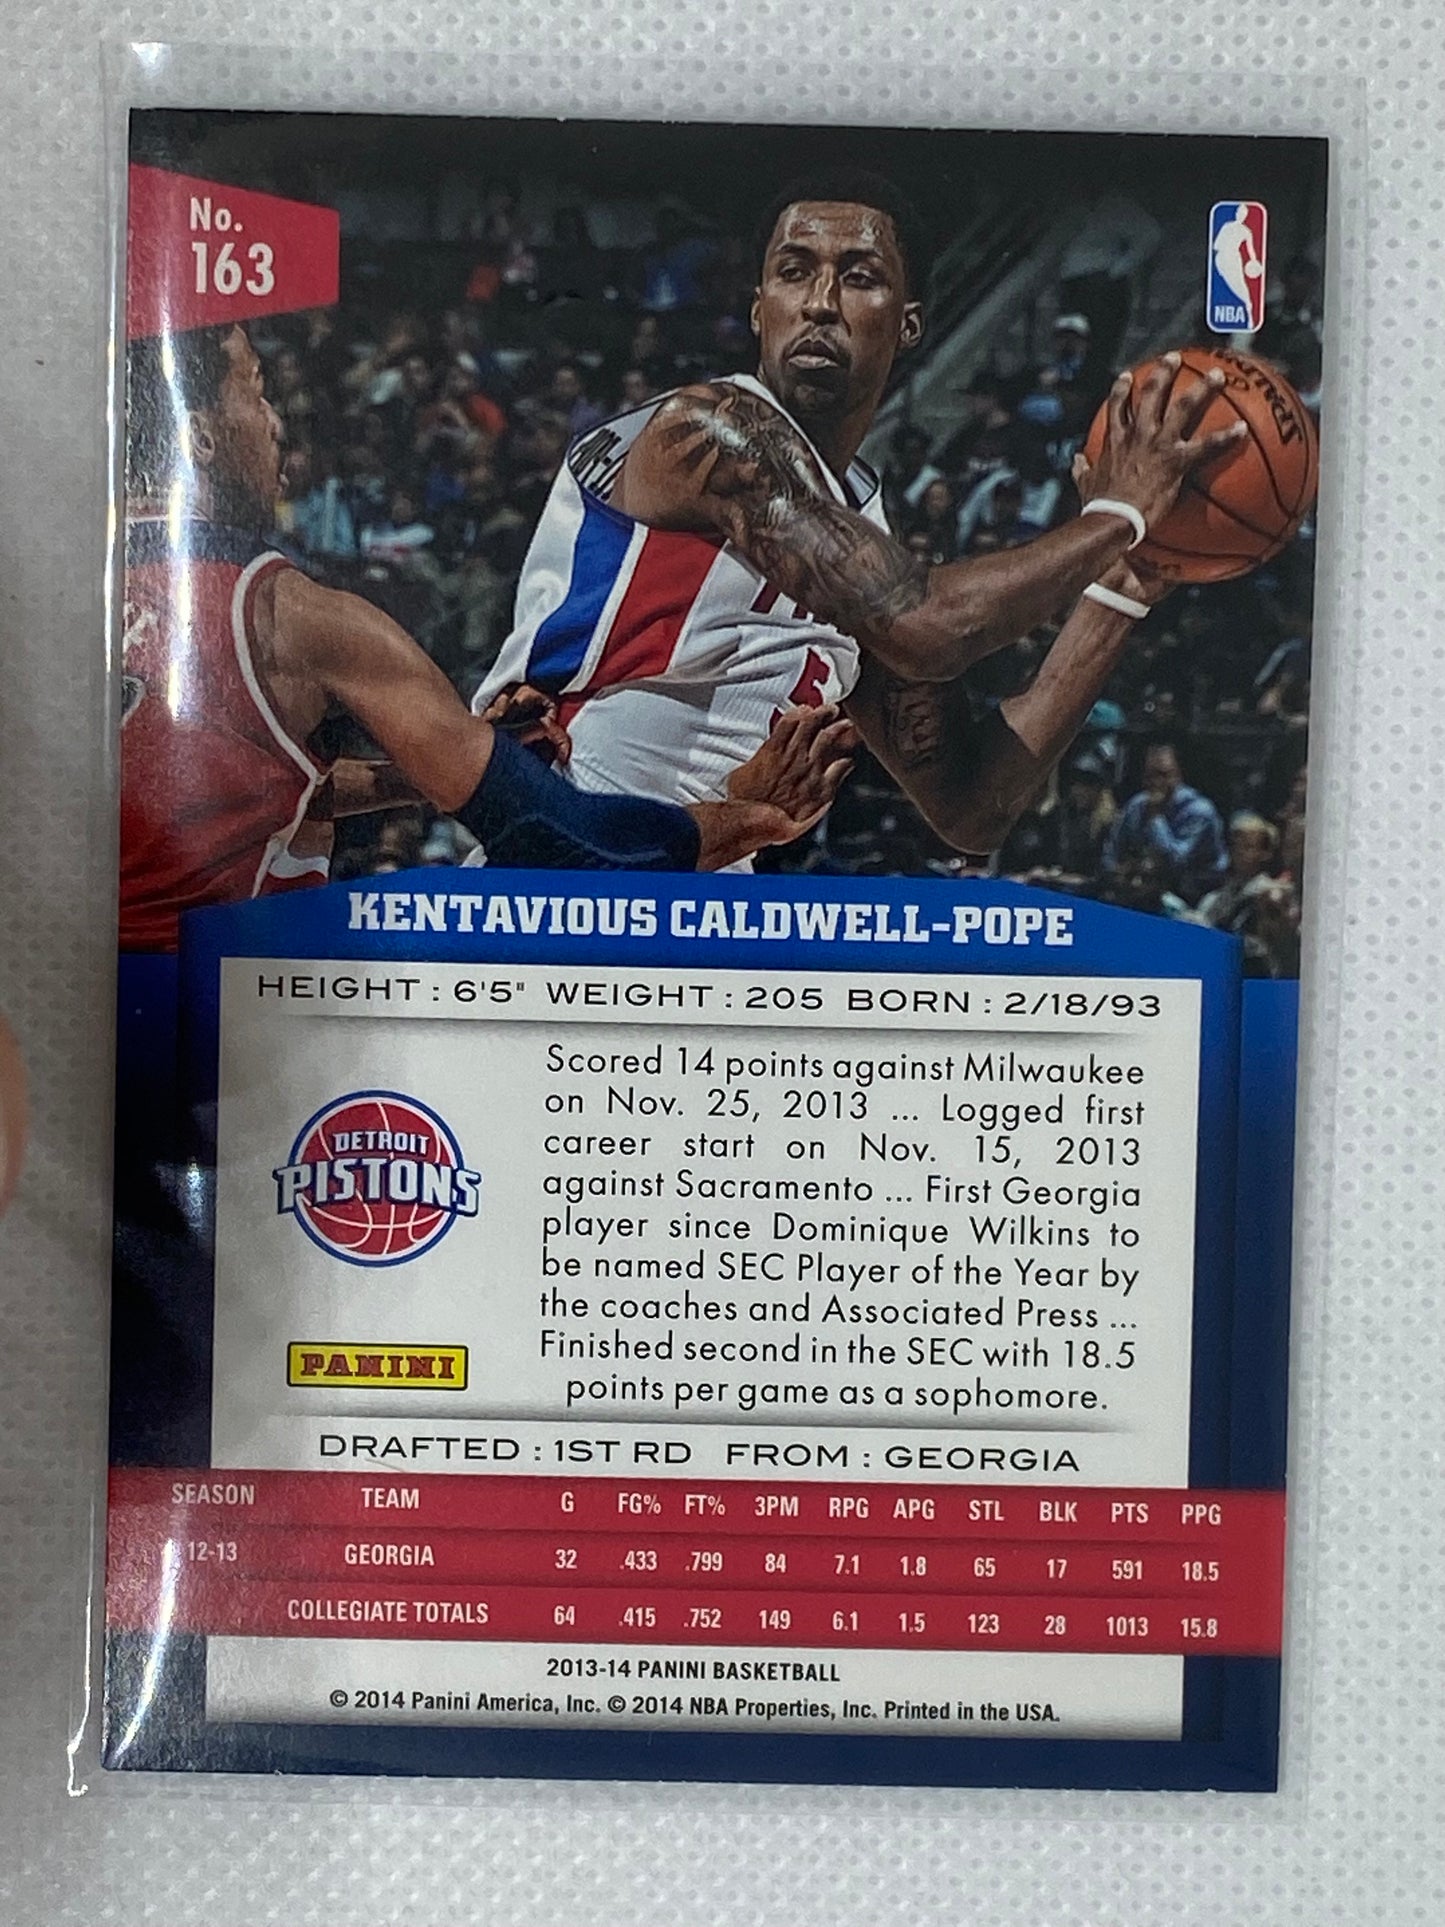 No.
163
NBA
SPALDING
KENTAVIOUS CALDWELL-POPE
HEIGHT : 6'5" WEIGHT : 205 BORN : 2/18/93
Scored 14 points against Milwaukee
on Nov. 25, 2013 ... Logged first
career start on Nov. 15, 2013
against Sacramento ... First Georgia
player since Dominique Wilkins to
be named SEC Player of the Year by
the coaches and Associated Press ...
Finished second in the SEC with 18.5
points per game as a sophomore.
DETROIT
PISTONS
PANINI
DRAFTED : 1ST RD FROM : GEORGIA
SEASON TEAM G FG% FT% 3PM RPG APG STL BLK PTS PPG
12-13 GEORGIA 32 .433 .799 84 7.1 1.8 65 17 591 18.5
COLLEGIATE TOTALS 64 .415 .752 149 6.1 1.5 123 28 1013 15.8
2013-14 PANINI BASKETBALL
© 2014 Panini America, Inc. © 2014 NBA Properties, Inc. Printed in the USA.